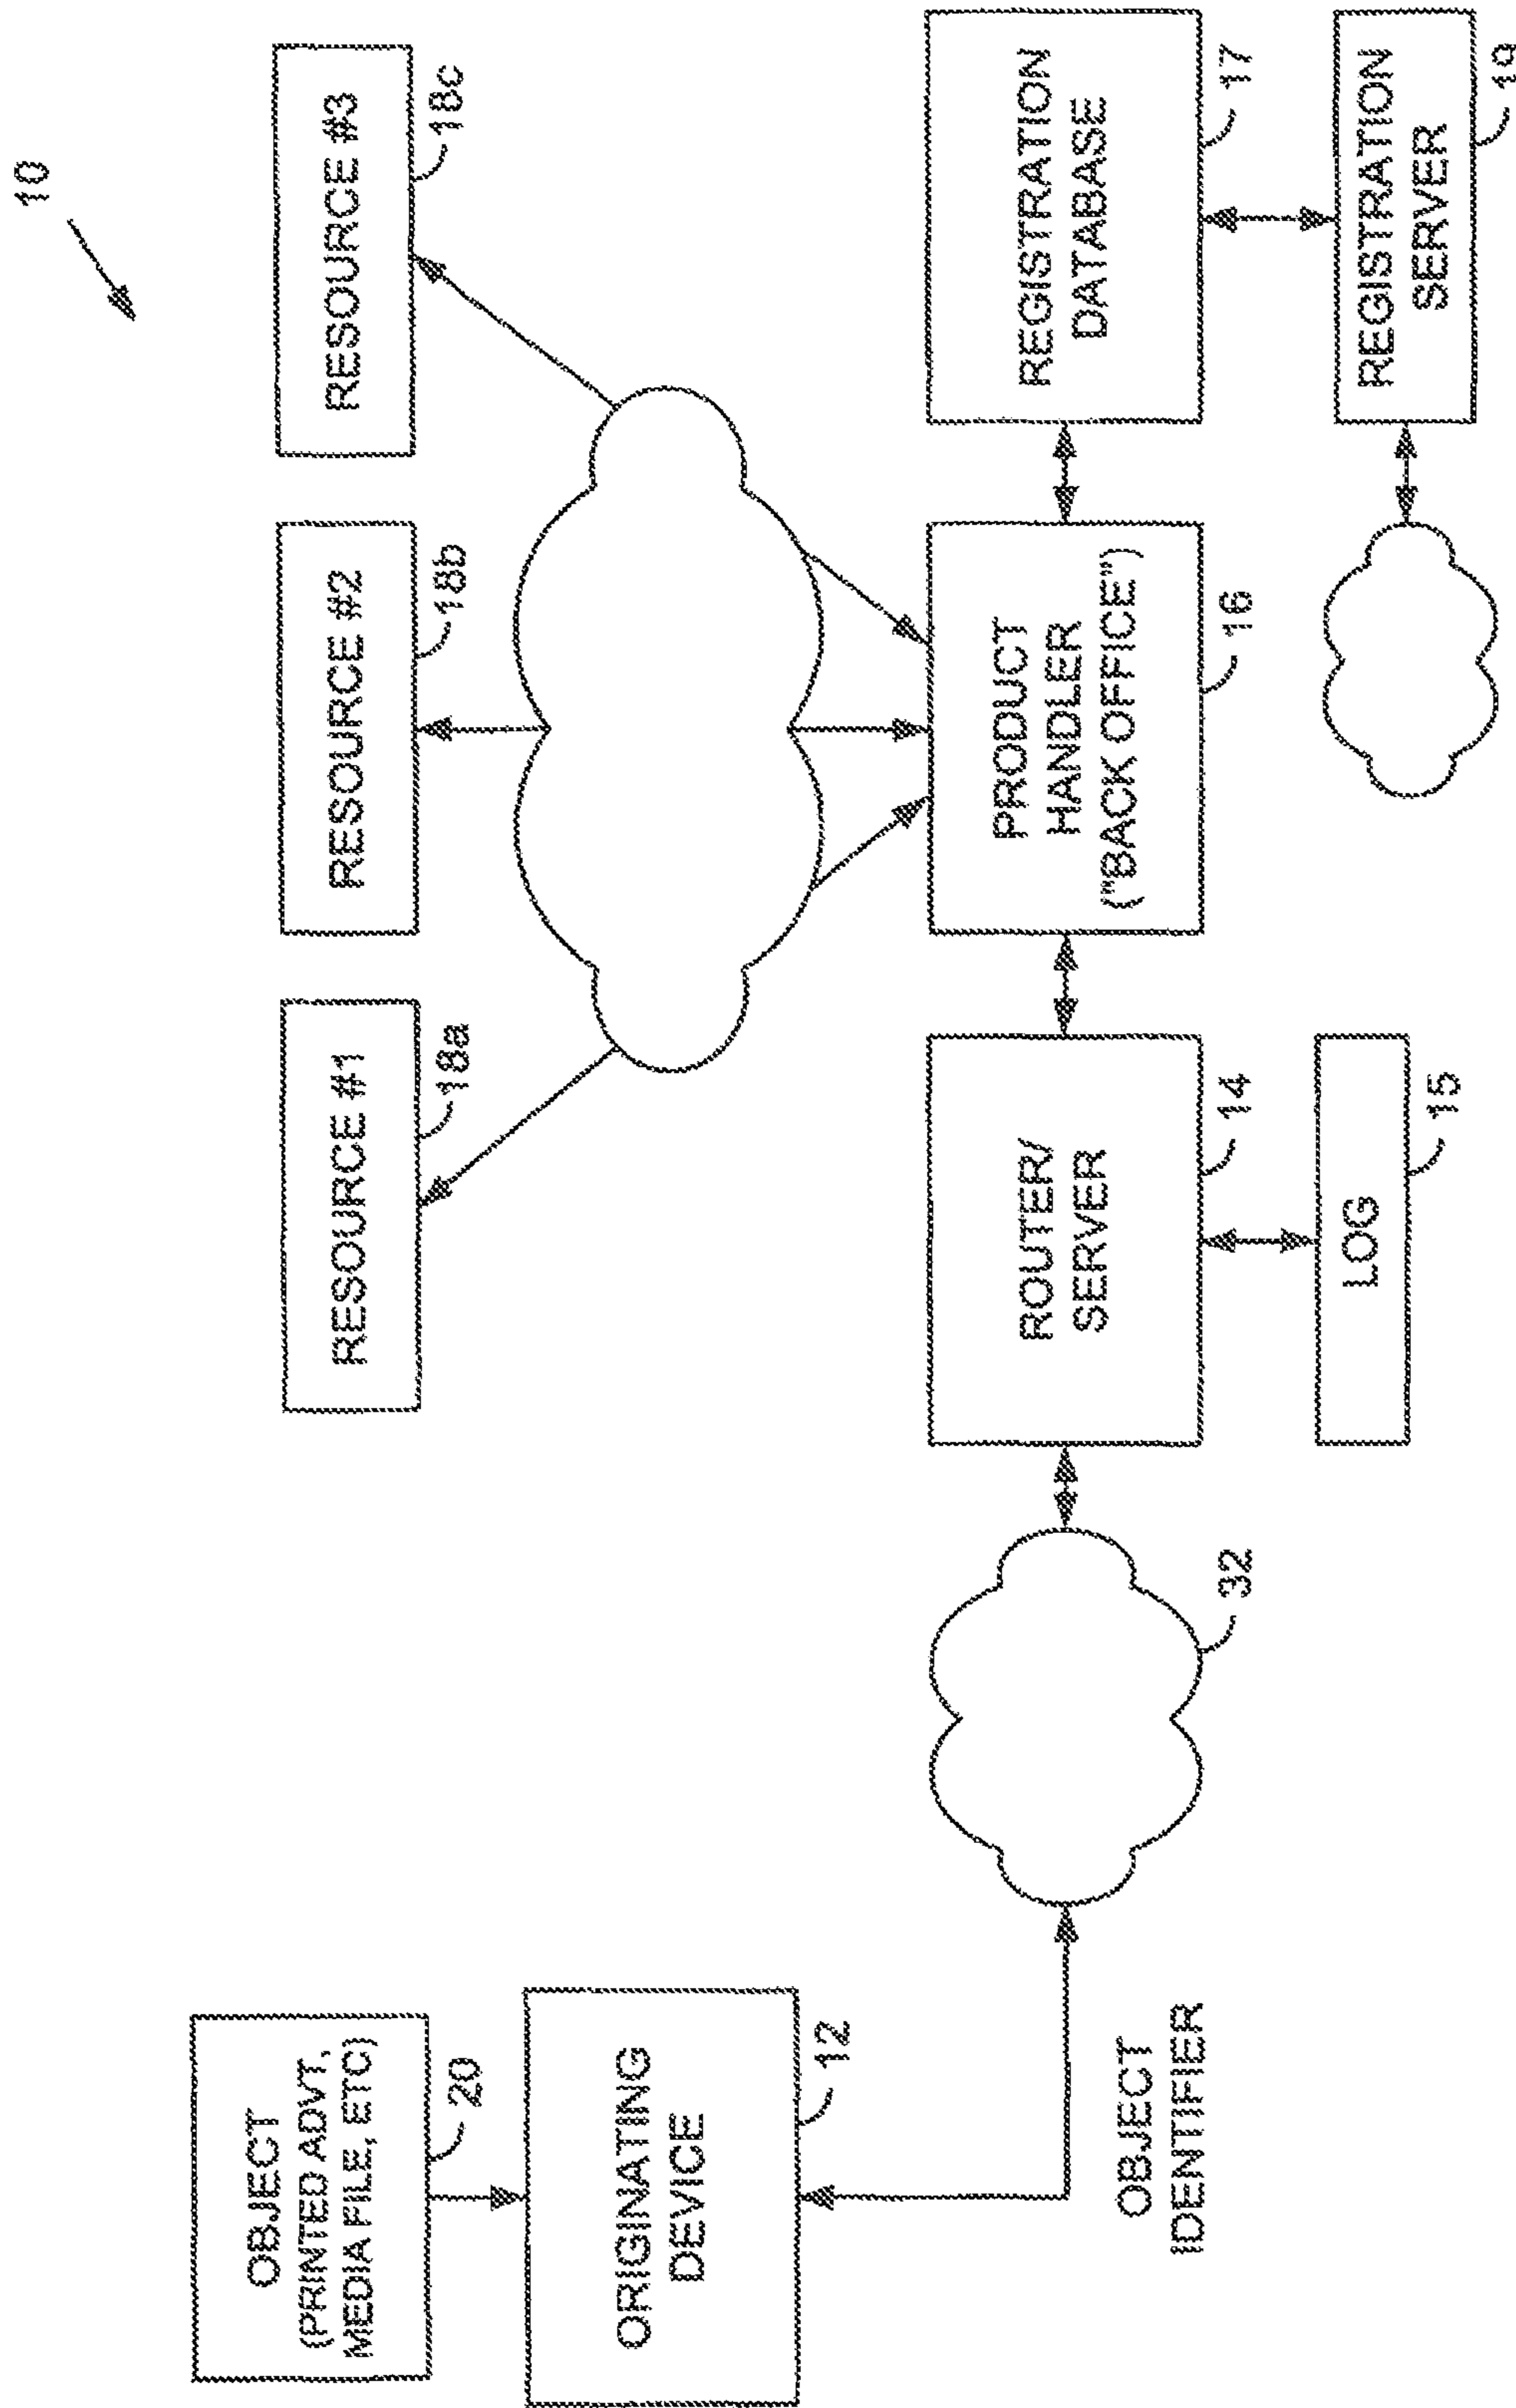 10
RESOURCE #1
18a
RESOURCE #2
18b
RESOURCE #3
18c
OBJECT
(PRINTED ADVT,
MEDIA FILE, ETC)
20
ORIGINATING
DEVICE
12
OBJECT
IDENTIFIER
32
ROUTER/
SERVER
14
LOG
15
PRODUCT
HANDLER
("BACK OFFICE")
16
REGISTRATION
DATABASE
17
REGISTRATION
SERVER
19